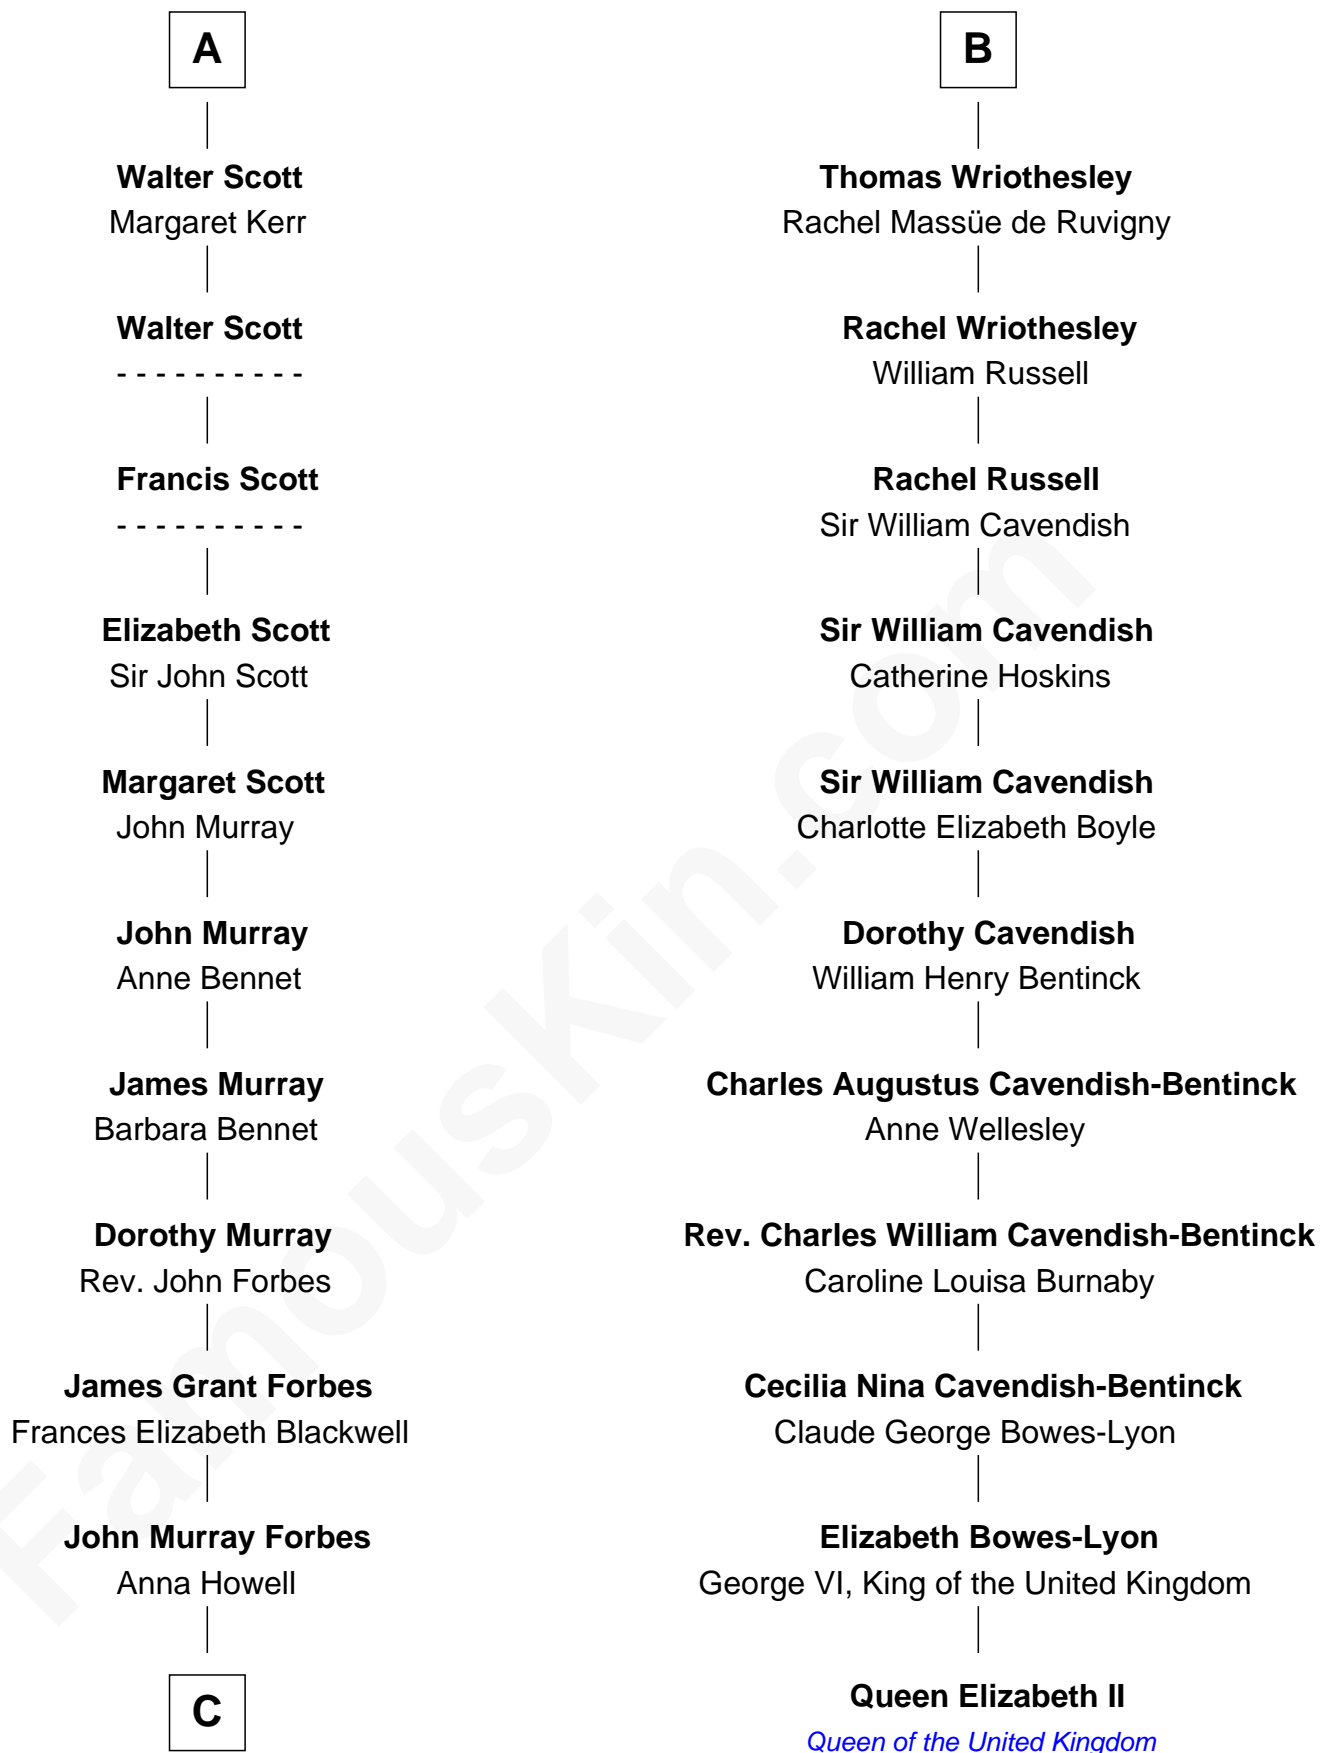 A
Walter Scott
Margaret Kerr
Walter Scott
- - - - - - - - - -
Francis Scott
- - - - - - - - - -
Elizabeth Scott
Sir John Scott
Margaret Scott
John Murray
John Murray
Anne Bennet
James Murray
Barbara Bennet
Dorothy Murray
Rev. John Forbes
James Grant Forbes
Frances Elizabeth Blackwell
John Murray Forbes
Anna Howell
C
B
Thomas Wriothesley
Rachel Massüe de Ruvigny
Rachel Wriothesley
William Russell
Rachel Russell
Sir William Cavendish
Sir William Cavendish
Catherine Hoskins
Sir William Cavendish
Charlotte Elizabeth Boyle
Dorothy Cavendish
William Henry Bentinck
Charles Augustus Cavendish-Bentinck
Anne Wellesley
Rev. Charles William Cavendish-Bentinck
Caroline Louisa Burnaby
Cecilia Nina Cavendish-Bentinck
Claude George Bowes-Lyon
Elizabeth Bowes-Lyon
George VI, King of the United Kingdom
Queen Elizabeth II
Queen of the United Kingdom
FamousKin.com